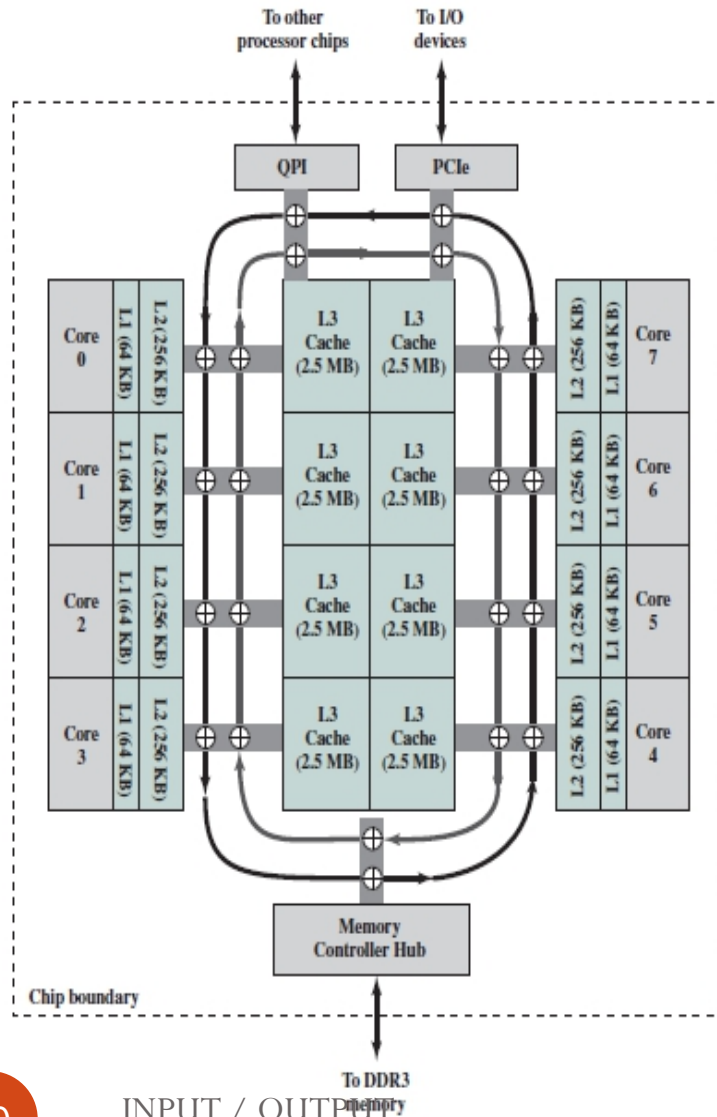 To other
processor chips
To I/O
devices
QPI
PCIe
Core
0
L1 (64 KB)
L2 (256 KB)
L3
Cache
(2.5 MB)
L3
Cache
(2.5 MB)
L2 (256 KB)
L1 (64 KB)
Core
7
Core
1
L1 (64 KB)
L2 (256 KB)
L3
Cache
(2.5 MB)
L3
Cache
(2.5 MB)
L2 (256 KB)
L1 (64 KB)
Core
6
Core
2
L1 (64 KB)
L2 (256 KB)
L3
Cache
(2.5 MB)
L3
Cache
(2.5 MB)
L2 (256 KB)
L1 (64 KB)
Core
5
Core
3
L1 (64 KB)
L2 (256 KB)
L3
Cache
(2.5 MB)
L3
Cache
(2.5 MB)
L2 (256 KB)
L1 (64 KB)
Core
4
Memory
Controller Hub
Chip boundary
To DDR3
memory
INPUT / OUTPUT